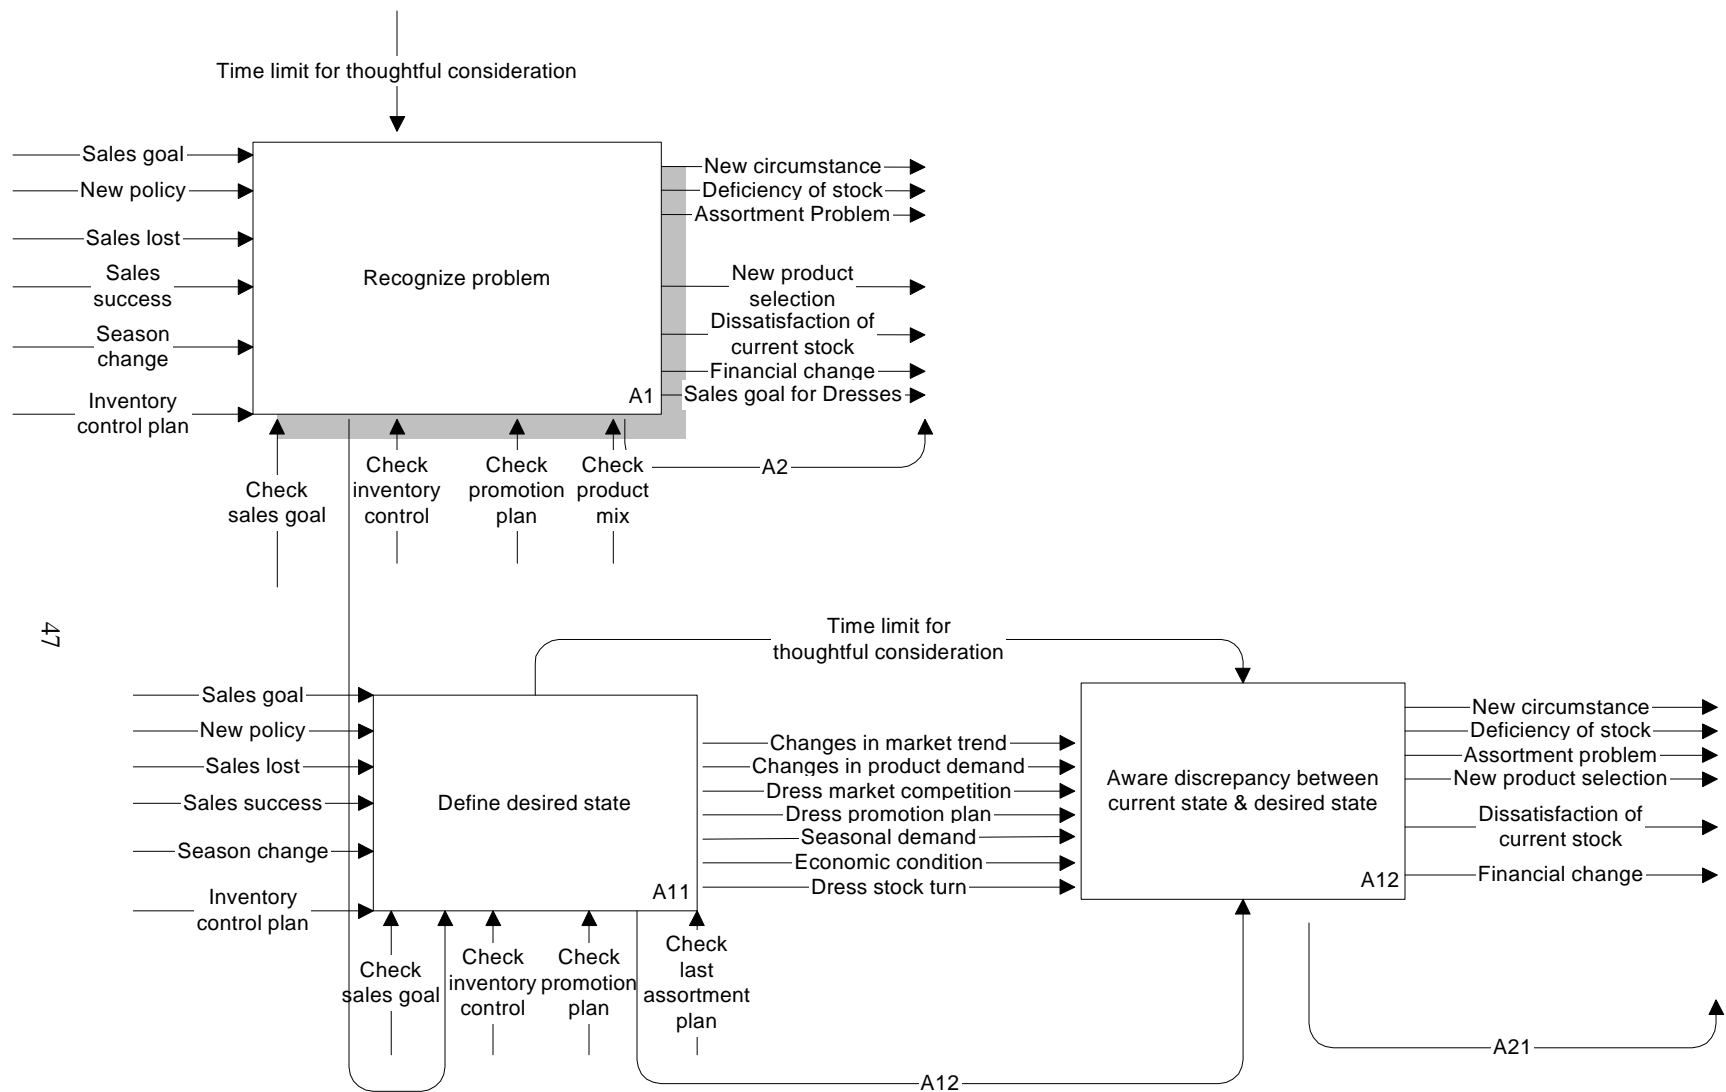 Time limit for thoughtful consideration
Sales goal
New policy
Sales lost
Sales
success
Season
change
Inventory
control plan
Recognize problem
A1
New circumstance
Deficiency of stock
Assortment Problem
New product
selection
Dissatisfaction of
current stock
Financial change
Sales goal for Dresses
Check
sales goal
Check
inventory
control
Check
promotion
plan
Check
product
mix
A2
47
Time limit for
thoughtful consideration
Sales goal
New policy
Sales lost
Sales success
Season change
Inventory
control plan
Define desired state
A11
Changes in market trend
Changes in product demand
Dress market competition
Dress promotion plan
Seasonal demand
Economic condition
Dress stock turn
Aware discrepancy between
current state & desired state
A12
New circumstance
Deficiency of stock
Assortment problem
New product selection
Dissatisfaction of
current stock
Financial change
Check
sales goal
Check
inventory
control
Check
promotion
plan
Check
last
assortment
plan
A12
A21